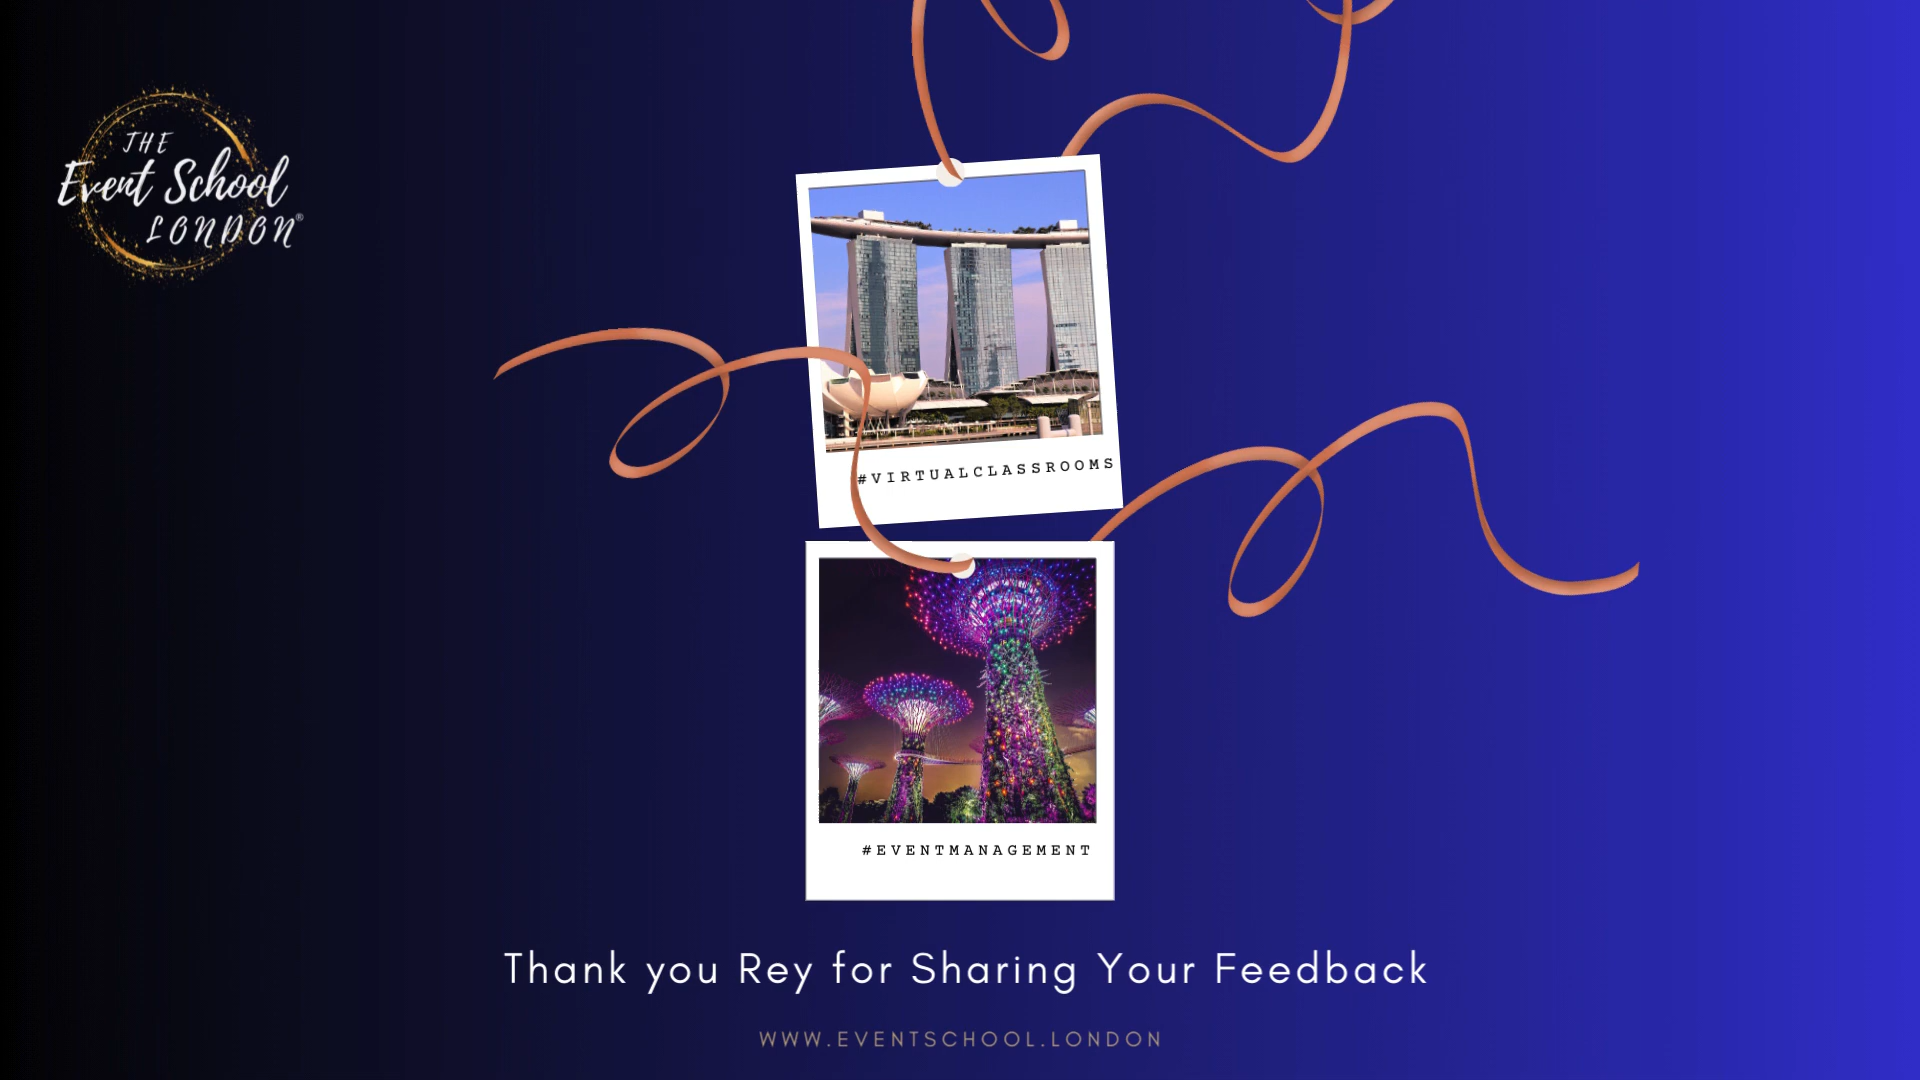 THE
Event School
LONDON®
#VIRTUALCLASSROOMS
#EVENTMANAGEMENT
Thank you Rey for Sharing Your Feedback
WWW.EVENTSCHOOL.LONDON